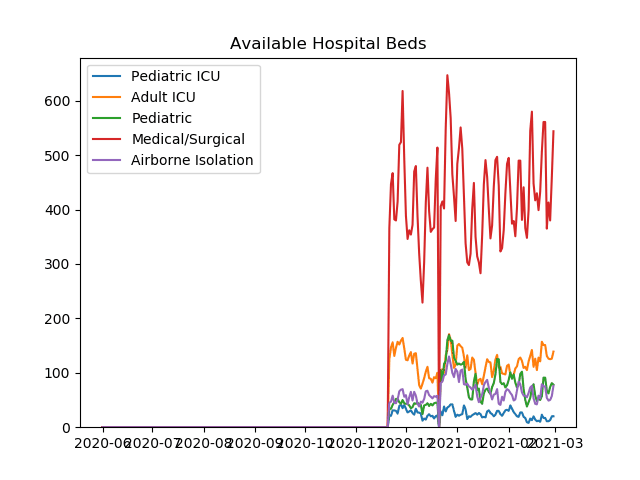 Available Hospital Beds
Pediatric ICU
Adult ICU
Pediatric
Medical/Surgical
Airborne Isolation
600
500
400
300
200
100
0
2020-06 2020-07 2020-08 2020-09 2020-10 2020-11 2020-12 2021-01 2021-02 2021-03